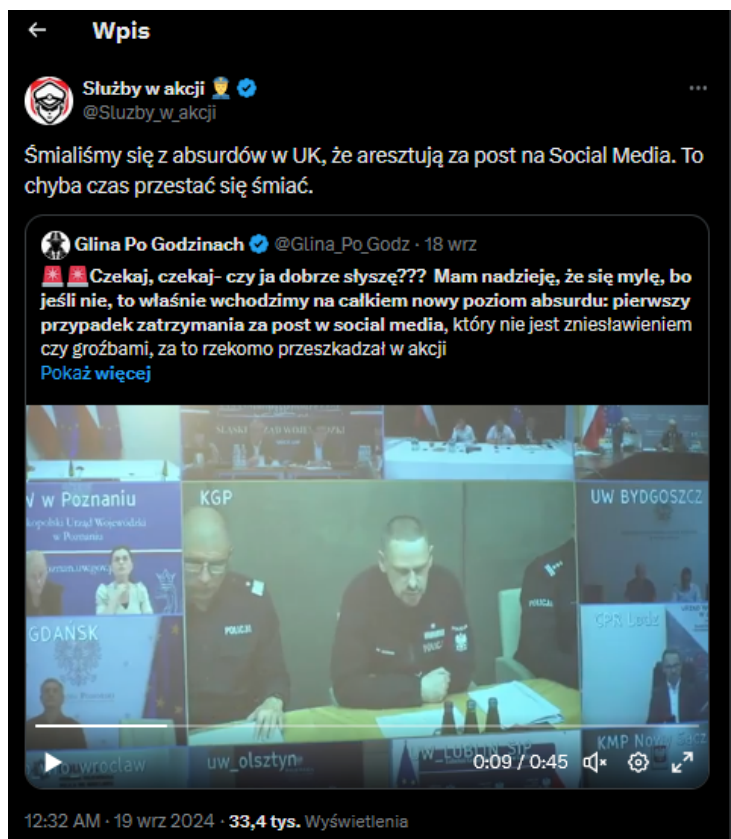 Wpis
Służby w akcji
@Sluzby_w_akcji
Śmialiśmy się z absurdów w UK, że aresztują za post na Social Media. To
chyba czas przestać się śmiać.
Glina Po Godzinach @Glina_Po_Godz · 18 wrz
Czekaj, czekaj- czy ja dobrze słyszę??? Mam nadzieję, że się mylę, bo
jeśli nie, to właśnie wchodzimy na całkiem nowy poziom absurdu: pierwszy
przypadek zatrzymania za post w social media, który nie jest zniesławieniem
czy groźbami, za to rzekomo przeszkadzał w akcji
Pokaż więcej
W w Poznaniu
Urząd Wojewódzki
w Poznaniu
KGP
UW BYDGOSZCZ
POLICJA
POLICJA
GDAŃSK
CPR Łódź
wroclaw
uw_olsztyn
UW_LUBLIN_SIP
KMP Nowy Sącz
0:09 / 0:45
12:32 AM · 19 wrz 2024 · 33,4 tys. Wyświetlenia